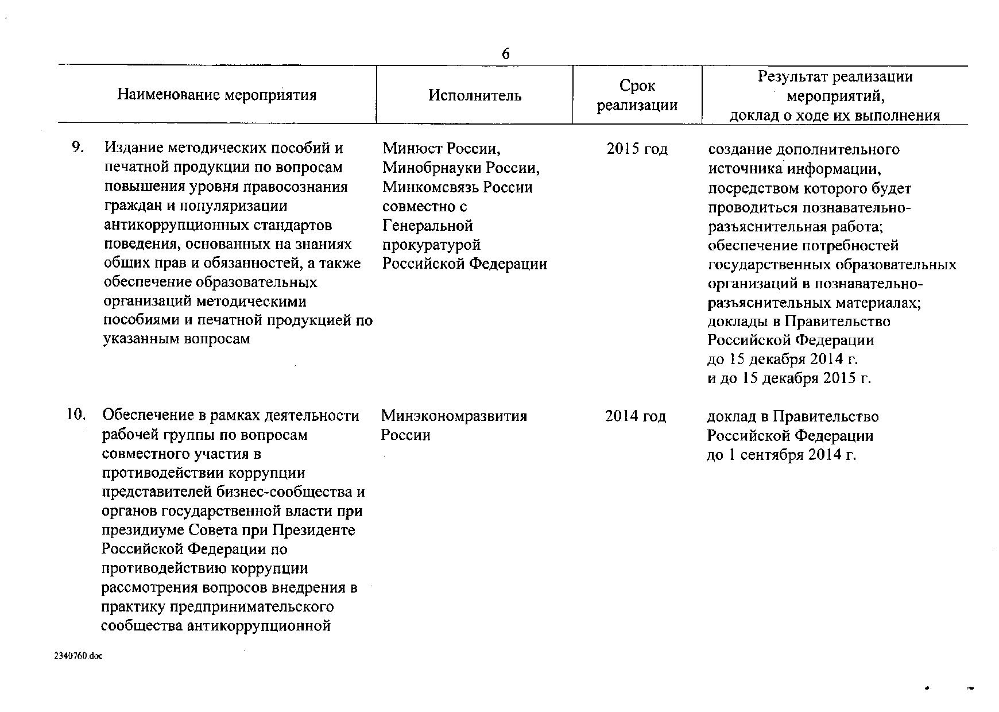 6
Наименование мероприятия
Исполнитель
Срок
реализации
Результат реализации
мероприятий,
доклад о ходе их выполнения
9. Издание методических пособий и
печатной продукции по вопросам
повышения уровня правосознания
граждан и популяризации
антикоррупционных стандартов
поведения, основанных на знаниях
общих прав и обязанностей, а также
обеспечение образовательных
организаций методическими
пособиями и печатной продукцией по
указанным вопросам
Минюст России,
Минобрнауки России,
Минкомсвязь России
совместно с
Генеральной
прокуратурой
Российской Федерации
2015 год
создание дополнительного
источника информации,
посредством которого будет
проводиться познавательно-
разъяснительная работа;
обеспечение потребностей
государственных образовательных
организаций в познавательно-
разъяснительных материалах;
доклады в Правительство
Российской Федерации
до 15 декабря 2014 г.
и до 15 декабря 2015 г.
10. Обеспечение в рамках деятельности
рабочей группы по вопросам
совместного участия в
противодействии коррупции
представителей бизнес-сообщества и
органов государственной власти при
президиуме Совета при Президенте
Российской Федерации по
противодействию коррупции
рассмотрения вопросов внедрения в
практику предпринимательского
сообщества антикоррупционной
Минэкономразвития
России
2014 год
доклад в Правительство
Российской Федерации
до 1 сентября 2014 г.
2340760.doc